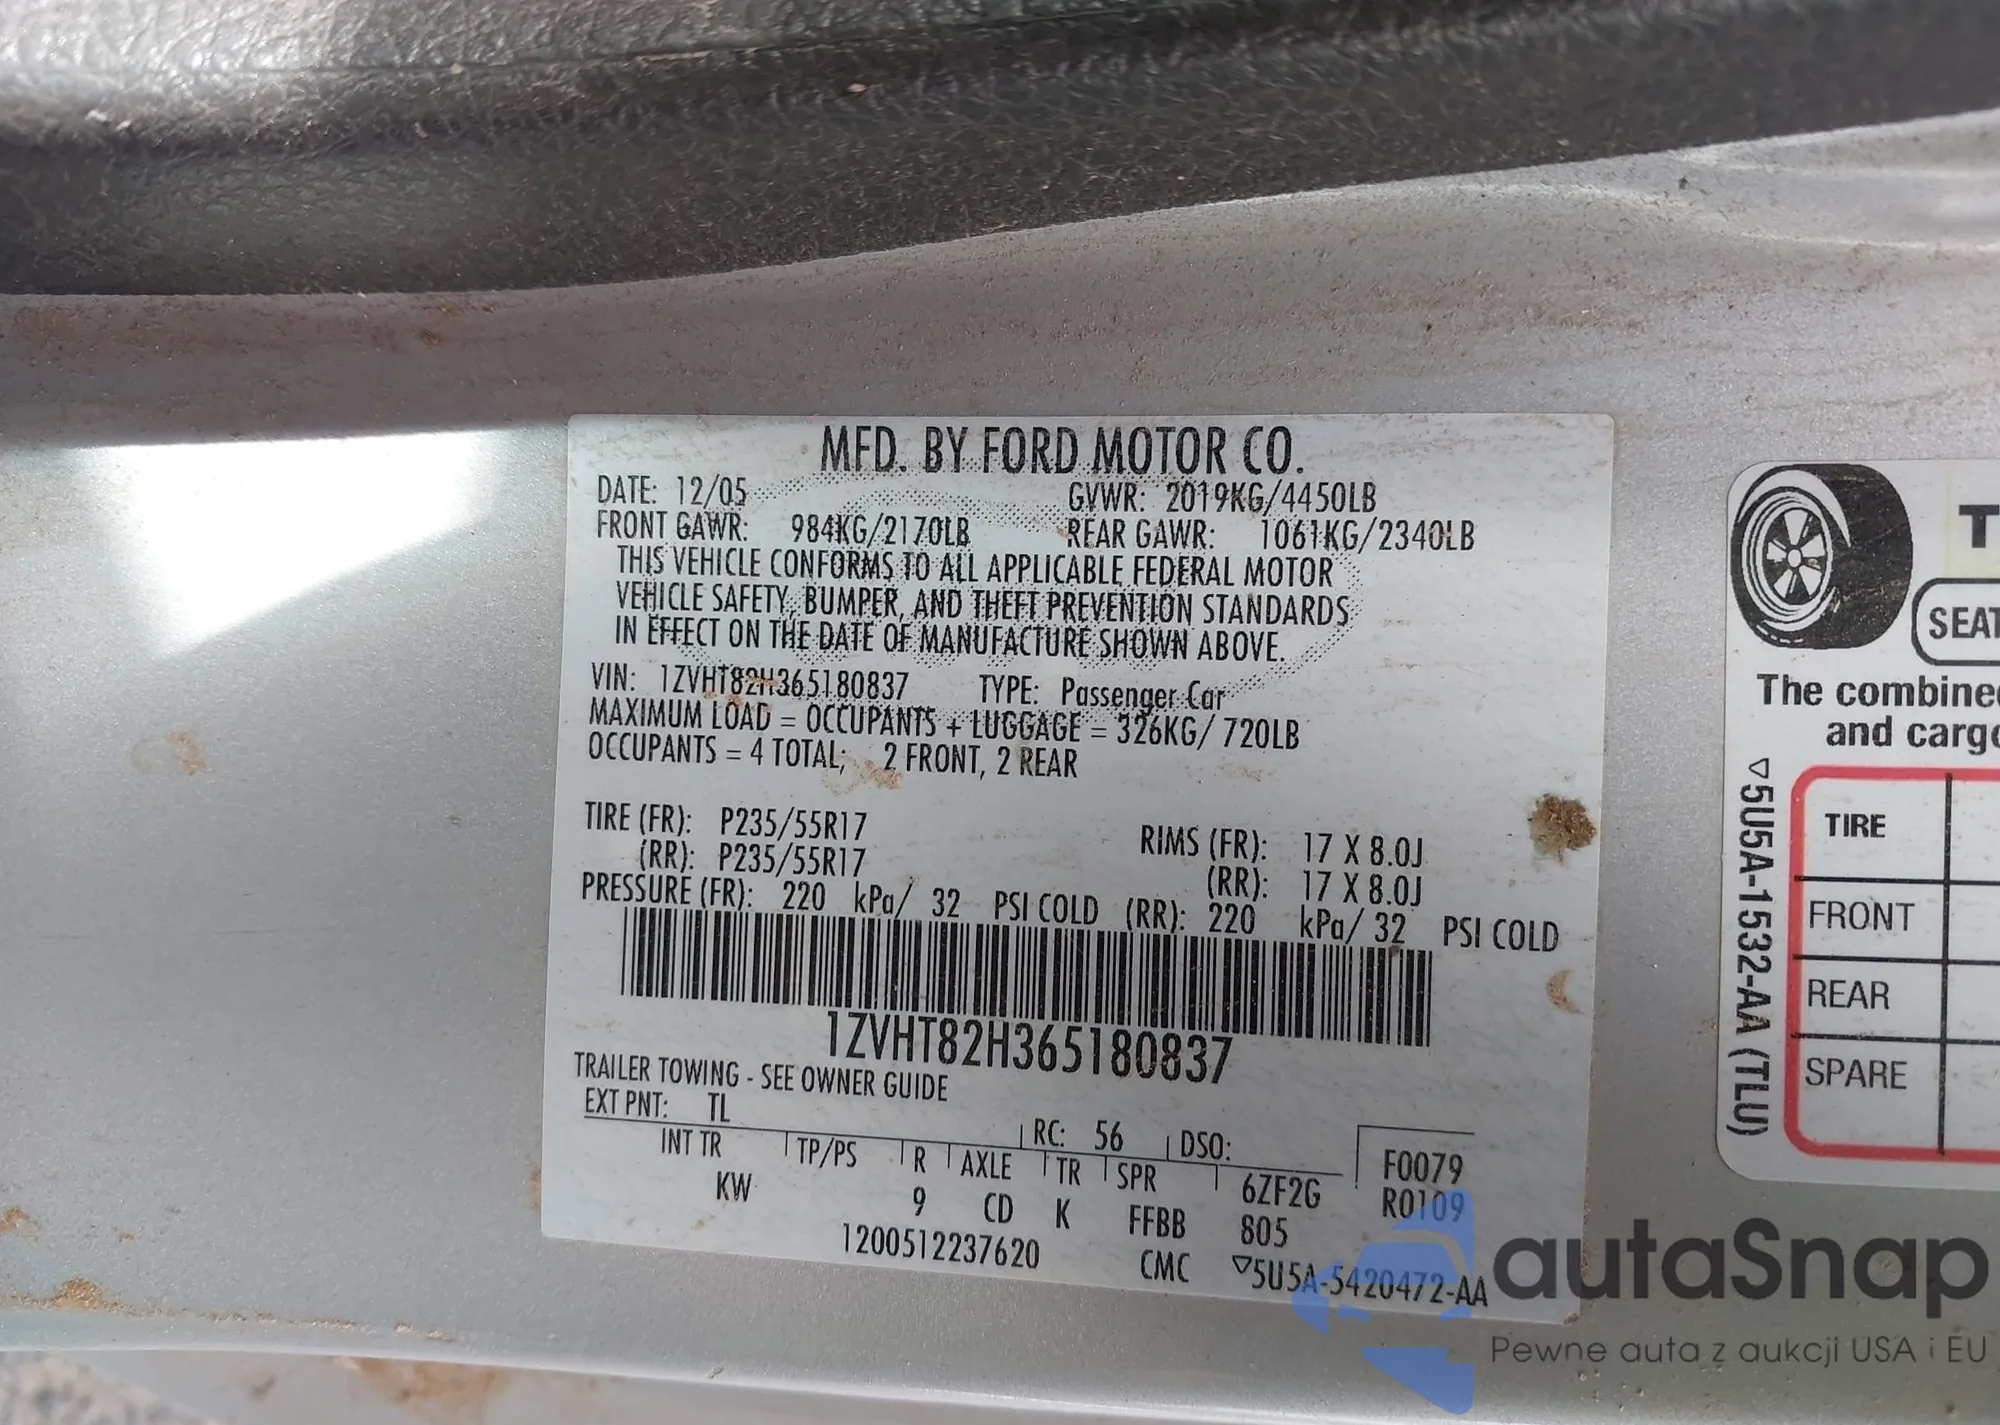 MFD. BY FORD MOTOR CO.
DATE: 12/05 GVWR: 2019KG/4450LB
FRONT GAWR: 984KG/2170LB REAR GAWR: 1061KG/2340LB
THIS VEHICLE CONFORMS TO ALL APPLICABLE FEDERAL MOTOR
VEHICLE SAFETY, BUMPER, AND THEFT PREVENTION STANDARDS
IN EFFECT ON THE DATE OF MANUFACTURE SHOWN ABOVE.
VIN: 1ZVHT82H365180837 TYPE: Passenger Car
MAXIMUM LOAD = OCCUPANTS + LUGGAGE = 326KG/ 720LB
OCCUPANTS = 4 TOTAL; 2 FRONT, 2 REAR
TIRE (FR): P235/55R17 RIMS (FR): 17 X 8.0J
(RR): P235/55R17 (RR): 17 X 8.0J
PRESSURE (FR): 220 kPa/ 32 PSI COLD (RR): 220 kPa/ 32 PSI COLD
1ZVHT82H365180837
TRAILER TOWING - SEE OWNER GUIDE
EXT PNT: TL RC: 56 DSO:
INT TR TP/PS R AXLE TR SPR 6ZF2G F0079
KW 9 CD K FFBB 805 R0109
1200512237620 CMC ▽5U5A-5420472-AA
T
SEAT
The combined
and cargo
▽5U5A-1532-AA (TLU)
TIRE
FRONT
REAR
SPARE
autaSnap
Pewne auta z aukcji USA i EU